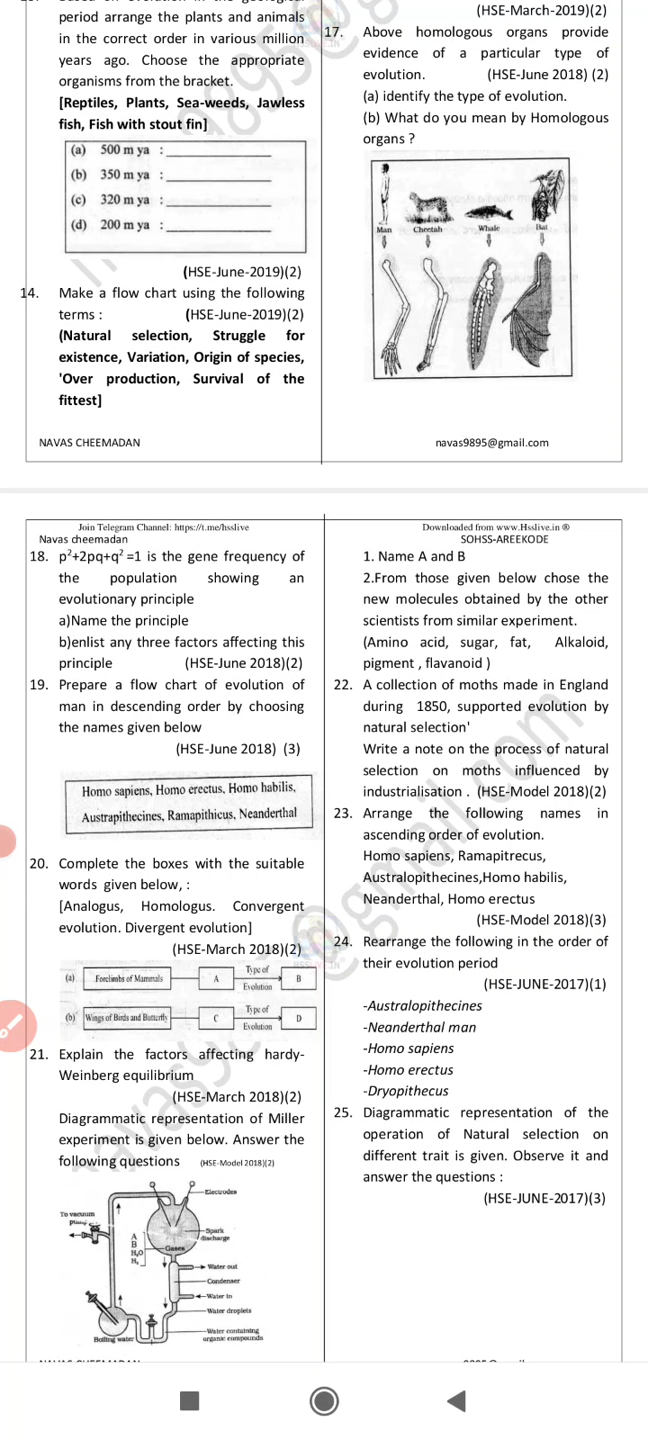 period arrange the plants and animals
in the correct order in various million
years ago. Choose the appropriate
organisms from the bracket.
[Reptiles, Plants, Sea-weeds, Jawless
fish, Fish with stout fin]
(a) 500 m ya : ______
(b) 350 m ya : ______
(c) 320 m ya : ______
(d) 200 m ya : ______
(HSE-June-2019)(2)
14. Make a flow chart using the following
terms : (HSE-June-2019)(2)
(Natural selection, Struggle for
existence, Variation, Origin of species,
'Over production, Survival of the
fittest]
NAVAS CHEEMADAN
(HSE-March-2019)(2)
17. Above homologous organs provide
evidence of a particular type of
evolution. (HSE-June 2018) (2)
(a) identify the type of evolution.
(b) What do you mean by Homologous
organs ?
Man Cheetah Whale Bat
navas9895@gmail.com
Join Telegram Channel: https://t.me/hsslive
Downloaded from www.Hsslive.in ®
Navas cheemadan
SOHSS-AREEKODE
18. p²+2pq+q² =1 is the gene frequency of
the population showing an
evolutionary principle
a)Name the principle
b)enlist any three factors affecting this
principle (HSE-June 2018)(2)
19. Prepare a flow chart of evolution of
man in descending order by choosing
the names given below
(HSE-June 2018) (3)
Homo sapiens, Homo erectus, Homo habilis,
Austrapithecines, Ramapithicus, Neanderthal
20. Complete the boxes with the suitable
words given below, :
[Analogus, Homologus. Convergent
evolution. Divergent evolution]
(HSE-March 2018)(2)
(a) Forelimbs of Mammals A Type of Evolution B
(b) Wings of Birds and Butterfly C Type of Evolution D
21. Explain the factors affecting hardy-
Weinberg equilibrium
(HSE-March 2018)(2)
Diagrammatic representation of Miller
experiment is given below. Answer the
following questions (HSE-Model 2018)(2)
Electrodes
To vacuum
pump
Spark
discharge
A
B
H₂O
H₂
Gases
Water out
Condenser
Water in
Water droplets
Water containing
organic compounds
Boiling water
1. Name A and B
2.From those given below chose the
new molecules obtained by the other
scientists from similar experiment.
(Amino acid, sugar, fat, Alkaloid,
pigment , flavanoid )
22. A collection of moths made in England
during 1850, supported evolution by
natural selection'
Write a note on the process of natural
selection on moths influenced by
industrialisation . (HSE-Model 2018)(2)
23. Arrange the following names in
ascending order of evolution.
Homo sapiens, Ramapitrecus,
Australopithecines,Homo habilis,
Neanderthal, Homo erectus
(HSE-Model 2018)(3)
24. Rearrange the following in the order of
their evolution period
(HSE-JUNE-2017)(1)
-Australopithecines
-Neanderthal man
-Homo sapiens
-Homo erectus
-Dryopithecus
25. Diagrammatic representation of the
operation of Natural selection on
different trait is given. Observe it and
answer the questions :
(HSE-JUNE-2017)(3)